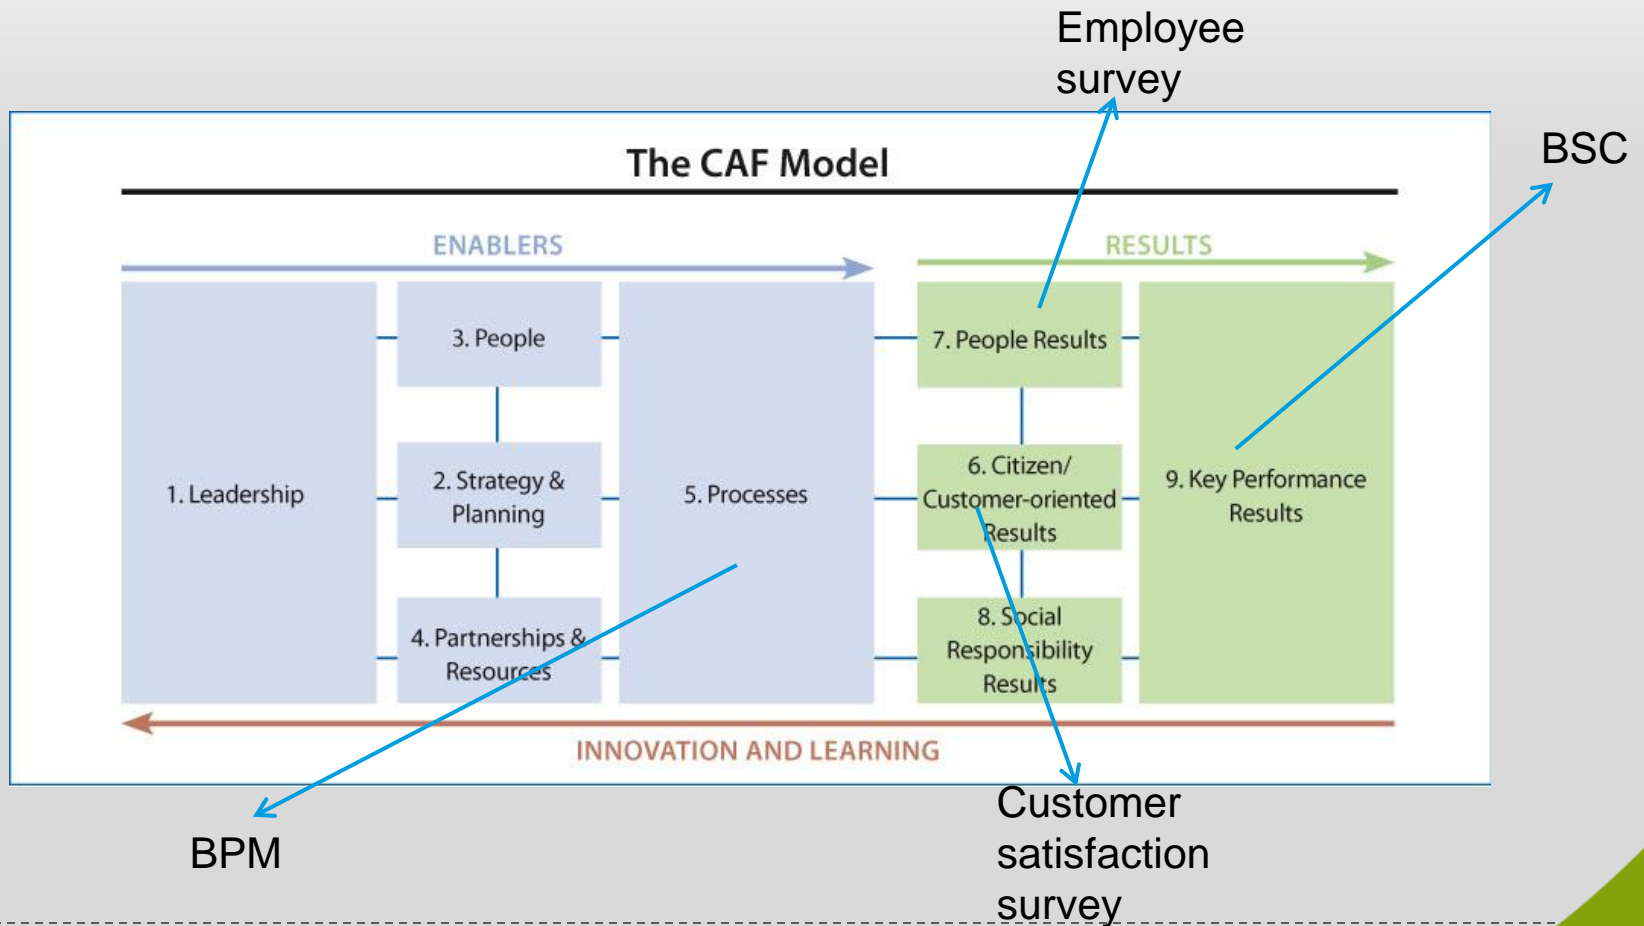 Employee
survey
BSC
The CAF Model
ENABLERS
RESULTS
1. Leadership
3. People
2. Strategy &
Planning
4. Partnerships &
Resources
5. Processes
7. People Results
6. Citizen/
Customer-oriented
Results
8. Social
Responsibility
Results
9. Key Performance
Results
INNOVATION AND LEARNING
BPM
Customer
satisfaction
survey